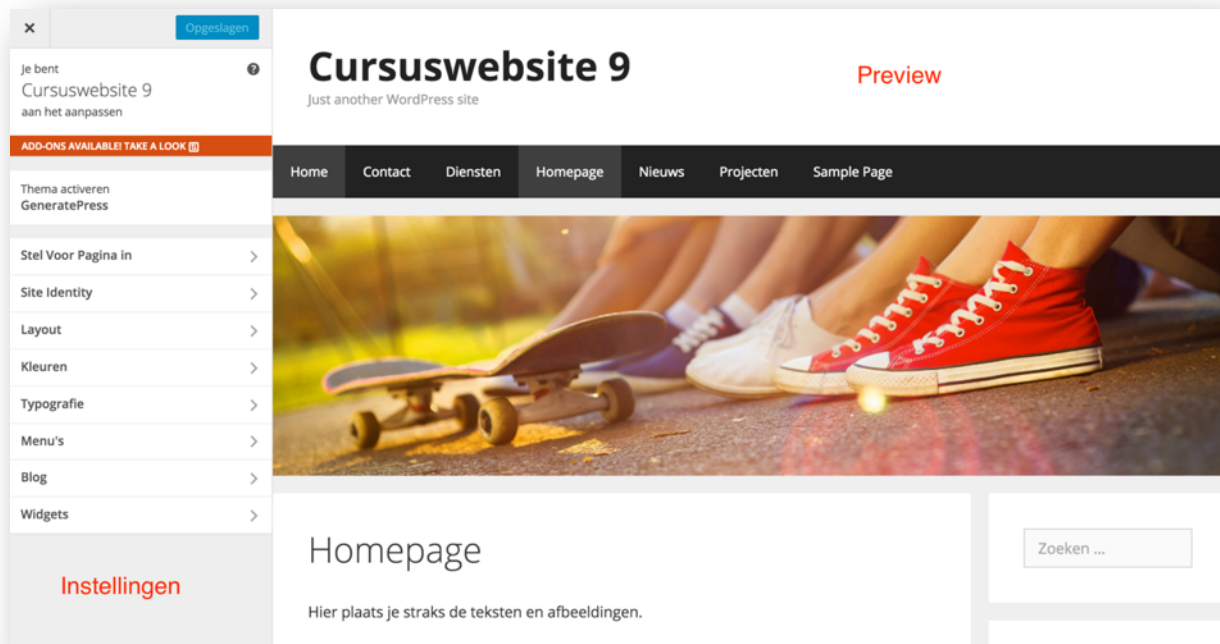 Opgeslagen
Je bent
Cursuswebsite 9
aan het aanpassen
ADD-ONS AVAILABLE! TAKE A LOOK
Thema activeren
GeneratePress
Stel Voor Pagina in
Site Identity
Layout
Kleuren
Typografie
Menu's
Blog
Widgets
Instellingen
Cursuswebsite 9
Just another WordPress site
Preview
Home Contact Diensten Homepage Nieuws Projecten Sample Page
Homepage
Hier plaats je straks de teksten en afbeeldingen.
Zoeken ...